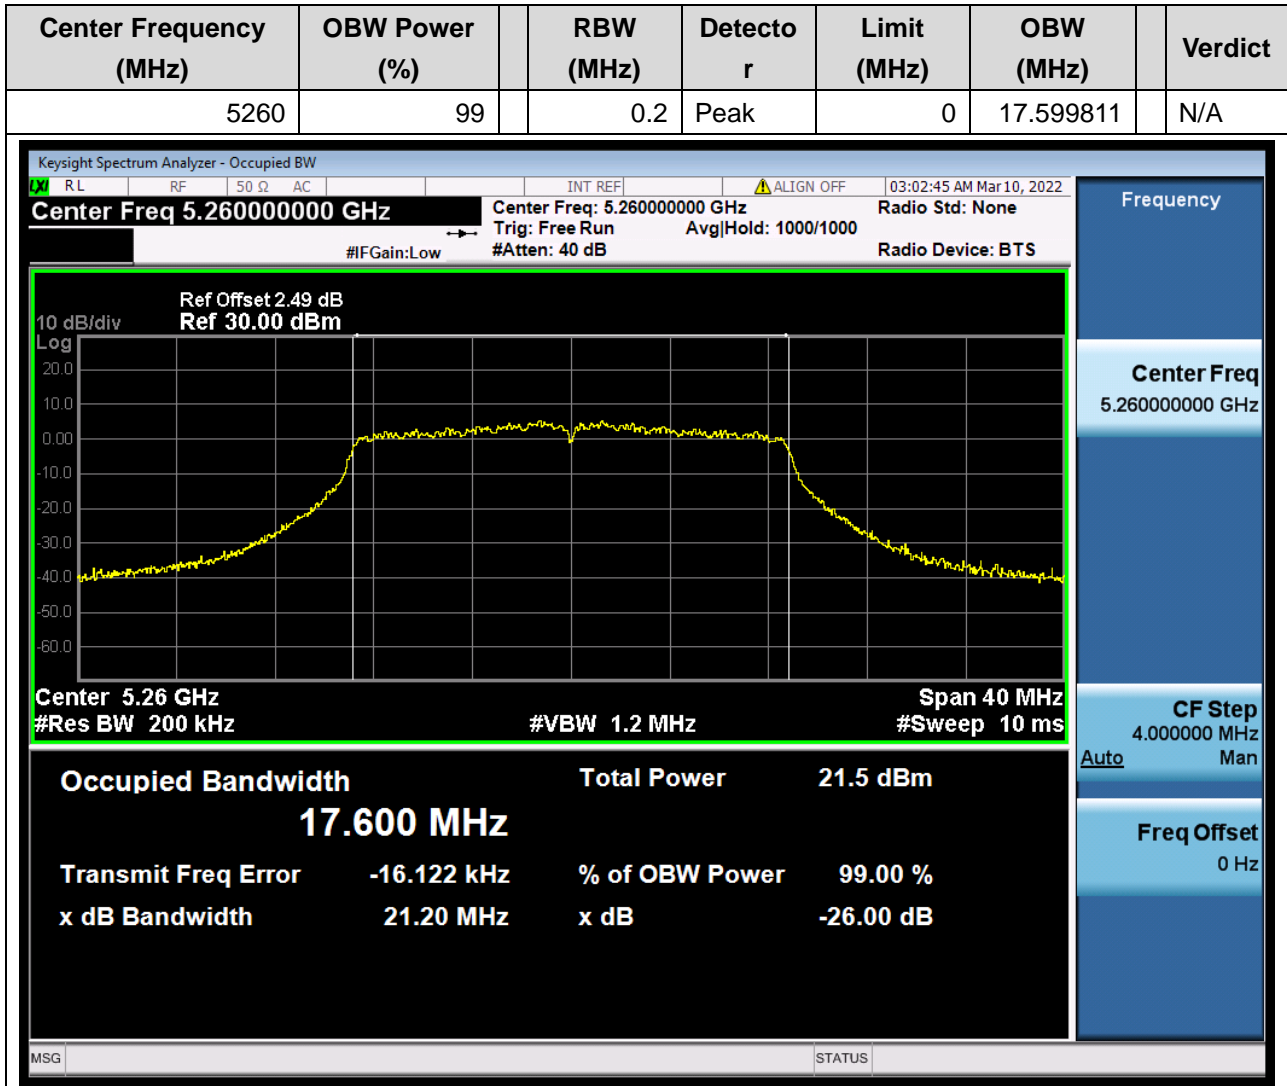 Center Frequency (MHz) OBW Power (%) RBW (MHz) Detecto r Limit (MHz) OBW (MHz) Verdict
5260 99 0.2 Peak 0 17.599811 N/A
Keysight Spectrum Analyzer - Occupied BW
LXI RL RF 50 Ω AC INT REF ALIGN OFF 03:02:45 AM Mar 10, 2022
Center Freq 5.260000000 GHz
Center Freq: 5.260000000 GHz Radio Std: None
Trig: Free Run Avg|Hold: 1000/1000
#IFGain:Low #Atten: 40 dB Radio Device: BTS
Frequency
Ref Offset 2.49 dB
10 dB/div Ref 30.00 dBm
Log
20.0
10.0
0.00
-10.0
-20.0
-30.0
-40.0
-50.0
-60.0
Center 5.26 GHz Span 40 MHz
#Res BW 200 kHz #VBW 1.2 MHz #Sweep 10 ms
Occupied Bandwidth Total Power 21.5 dBm
17.600 MHz
Transmit Freq Error -16.122 kHz % of OBW Power 99.00 %
x dB Bandwidth 21.20 MHz x dB -26.00 dB
Center Freq
5.260000000 GHz
CF Step
4.000000 MHz
Auto Man
Freq Offset
0 Hz
MSG STATUS